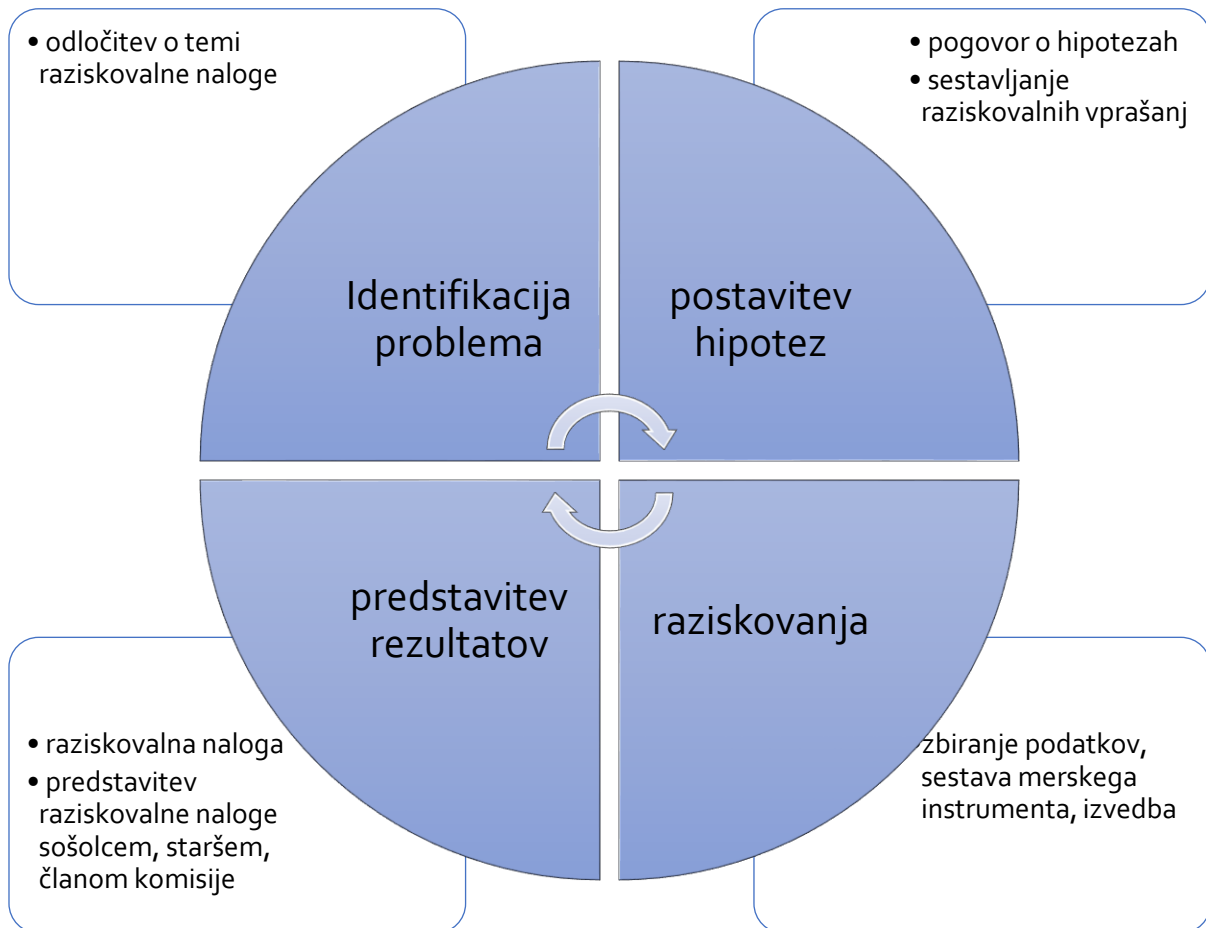 • odločitev o temi
raziskovalne naloge
• pogovor o hipotezah
• sestavljanje
raziskovalnih vprašanj
Identifikacija
problema
postavitev
hipotez
predstavitev
rezultatov
raziskovanja
• raziskovalna naloga
• predstavitev
raziskovalne naloge
sošolcem, staršem,
članom komisije
•zbiranje podatkov,
sestava merskega
instrumenta, izvedba